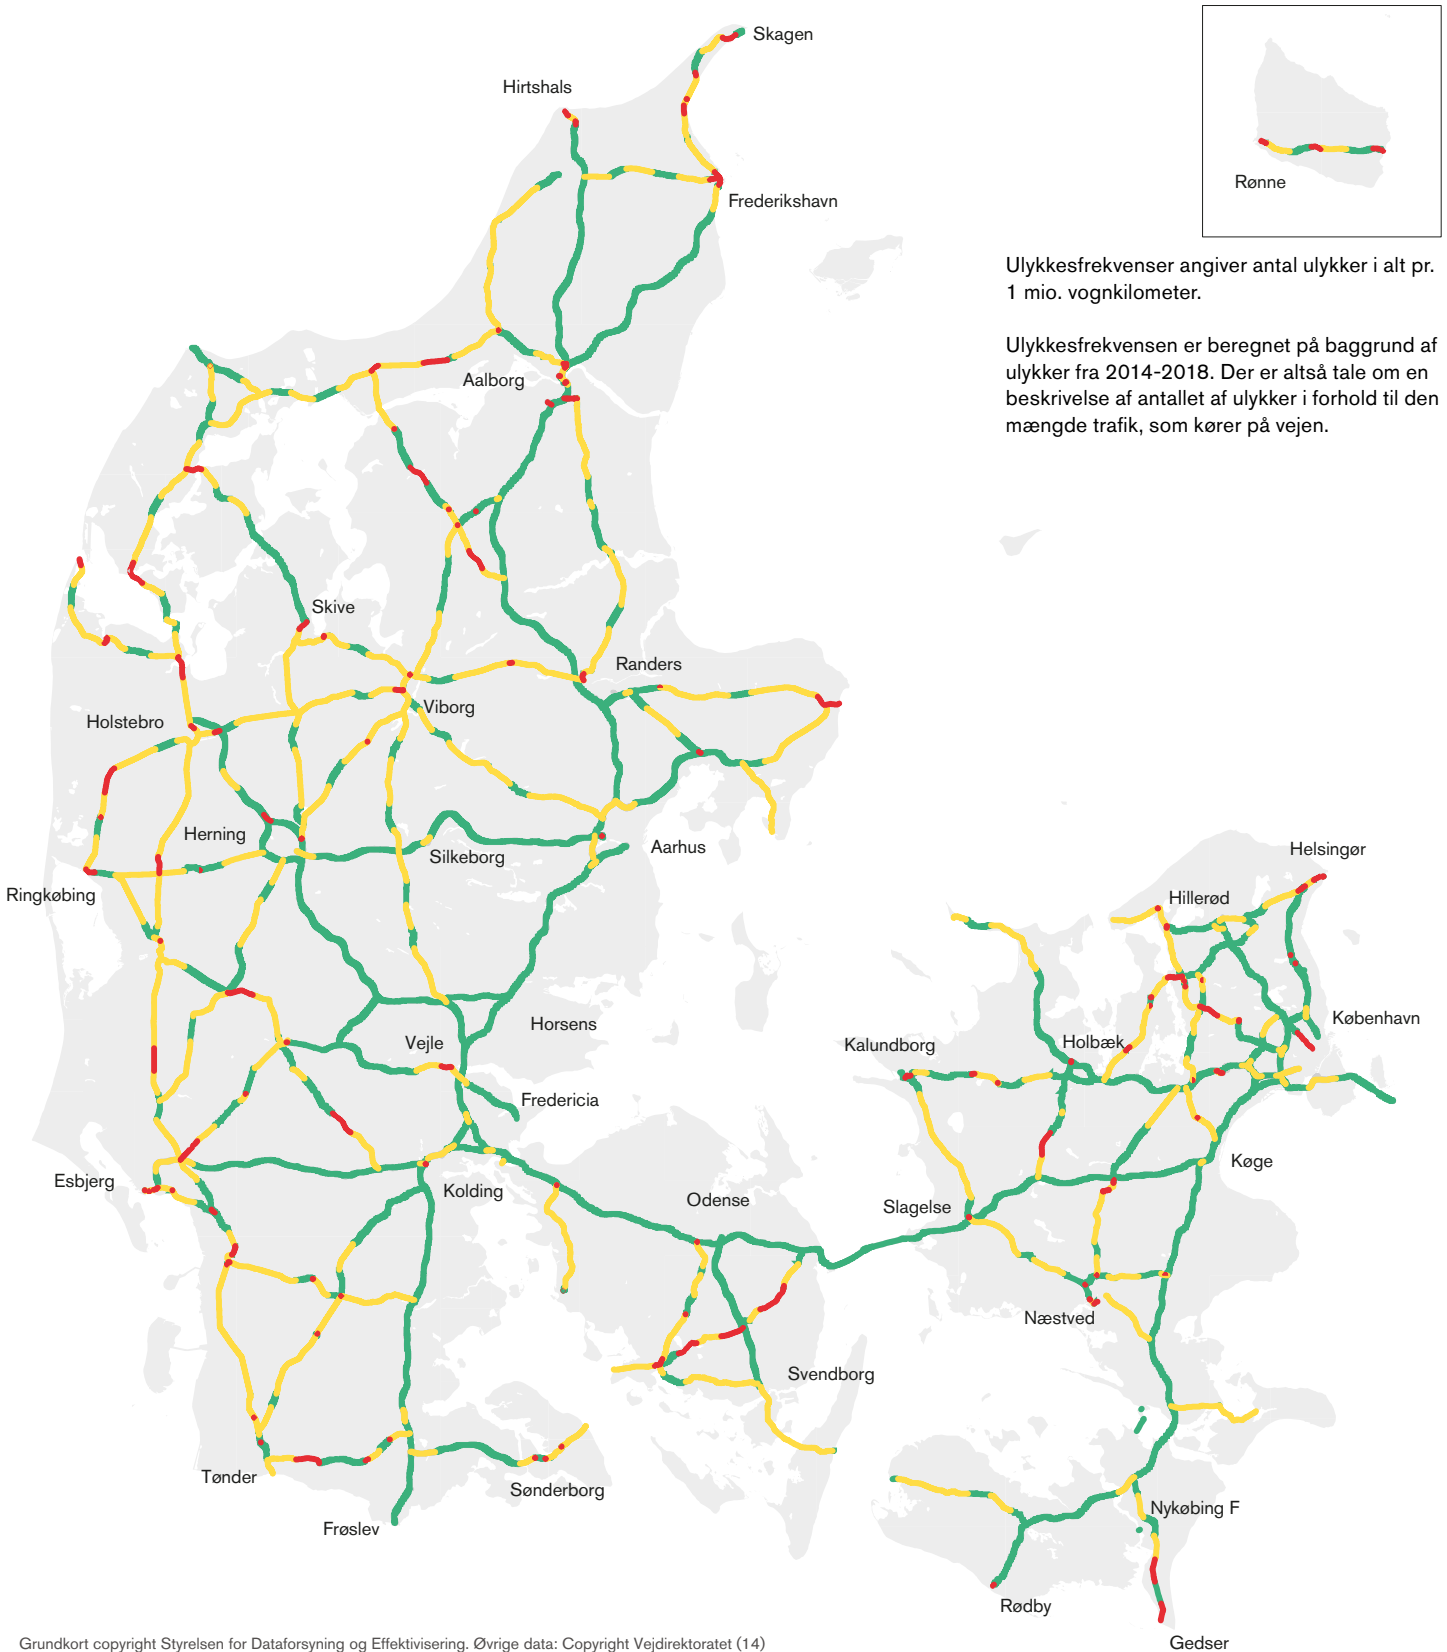 Skagen
Hirtshals
Rønne
Frederikshavn
Ulykkesfrekvenser angiver antal ulykker i alt pr.
1 mio. vognkilometer.
Ulykkesfrekvensen er beregnet på baggrund af
ulykker fra 2014-2018. Der er altså tale om en
beskrivelse af antallet af ulykker i forhold til den
mængde trafik, som kører på vejen.
Aalborg
Skive
Randers
Viborg
Holstebro
Herning
Aarhus
Silkeborg
Helsingør
Ringkøbing
Hillerød
Horsens
København
Vejle
Holbæk
Kalundborg
Fredericia
Køge
Esbjerg
Kolding
Odense
Slagelse
Næstved
Svendborg
Tønder
Sønderborg
Nykøbing F
Frøslev
Rødby
Gedser
Grundkort copyright Styrelsen for Dataforsyning og Effektivisering. Øvrige data: Copyright Vejdirektoratet (14)